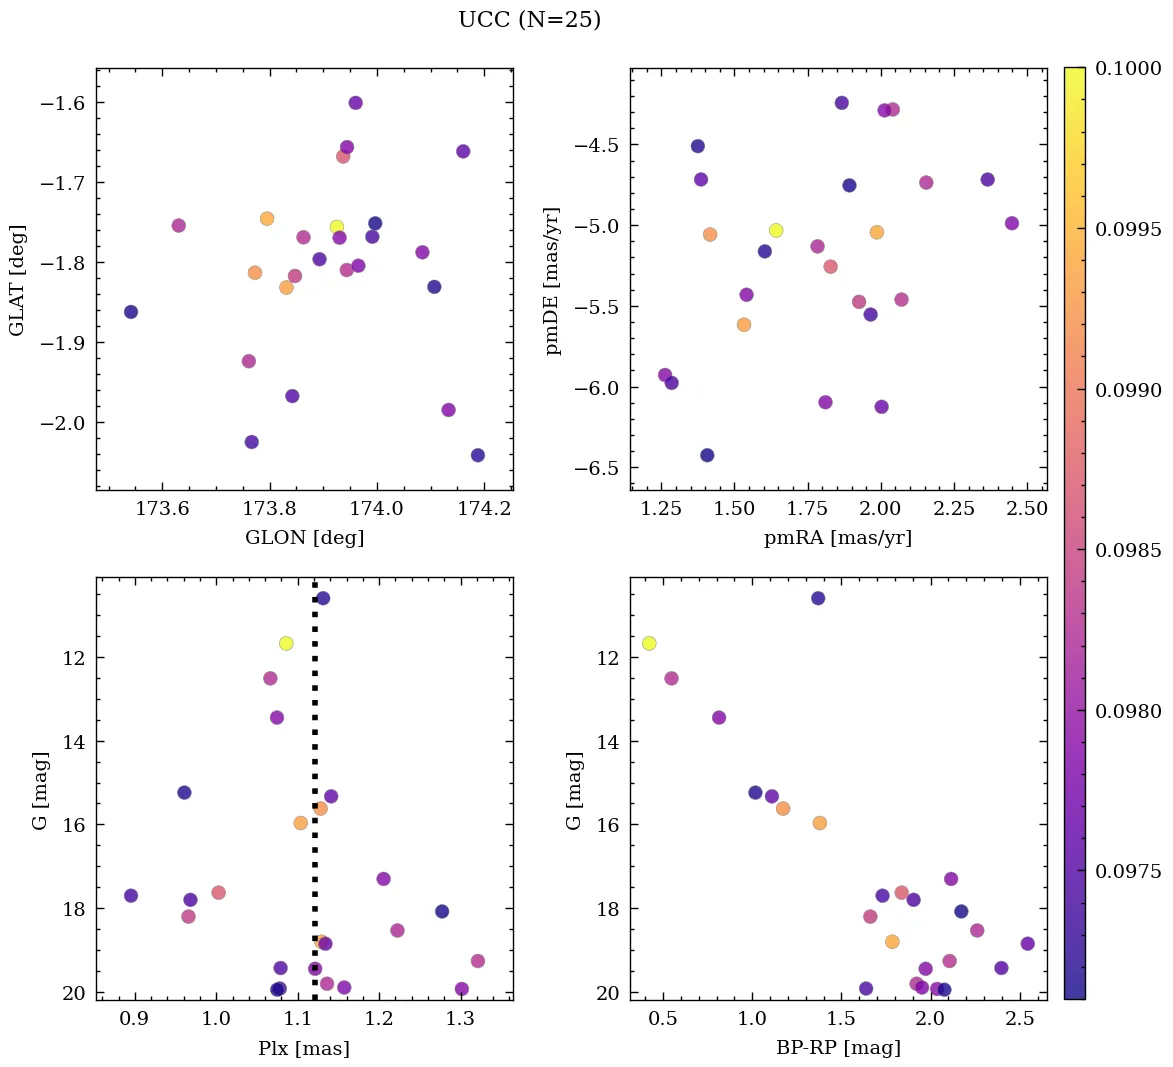 UCC (N=25)
−1.6
−1.7
−1.8
−1.9
−2.0
GLAT [deg]
173.6 173.8 174.0 174.2
GLON [deg]
−4.5
−5.0
−5.5
−6.0
−6.5
pmDE [mas/yr]
1.25 1.50 1.75 2.00 2.25 2.50
pmRA [mas/yr]
12
14
16
18
20
G [mag]
0.9 1.0 1.1 1.2 1.3
Plx [mas]
12
14
16
18
20
G [mag]
0.5 1.0 1.5 2.0 2.5
BP-RP [mag]
0.1000
0.0995
0.0990
0.0985
0.0980
0.0975